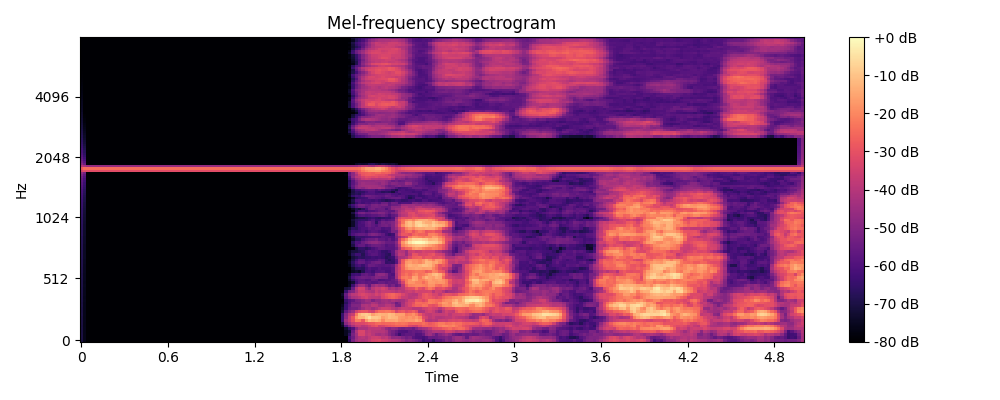 Mel-frequency spectrogram
+0 dB
-10 dB
-20 dB
-30 dB
-40 dB
-50 dB
-60 dB
-70 dB
-80 dB
4096
2048
1024
512
0
Hz
0 0.6 1.2 1.8 2.4 3 3.6 4.2 4.8
Time